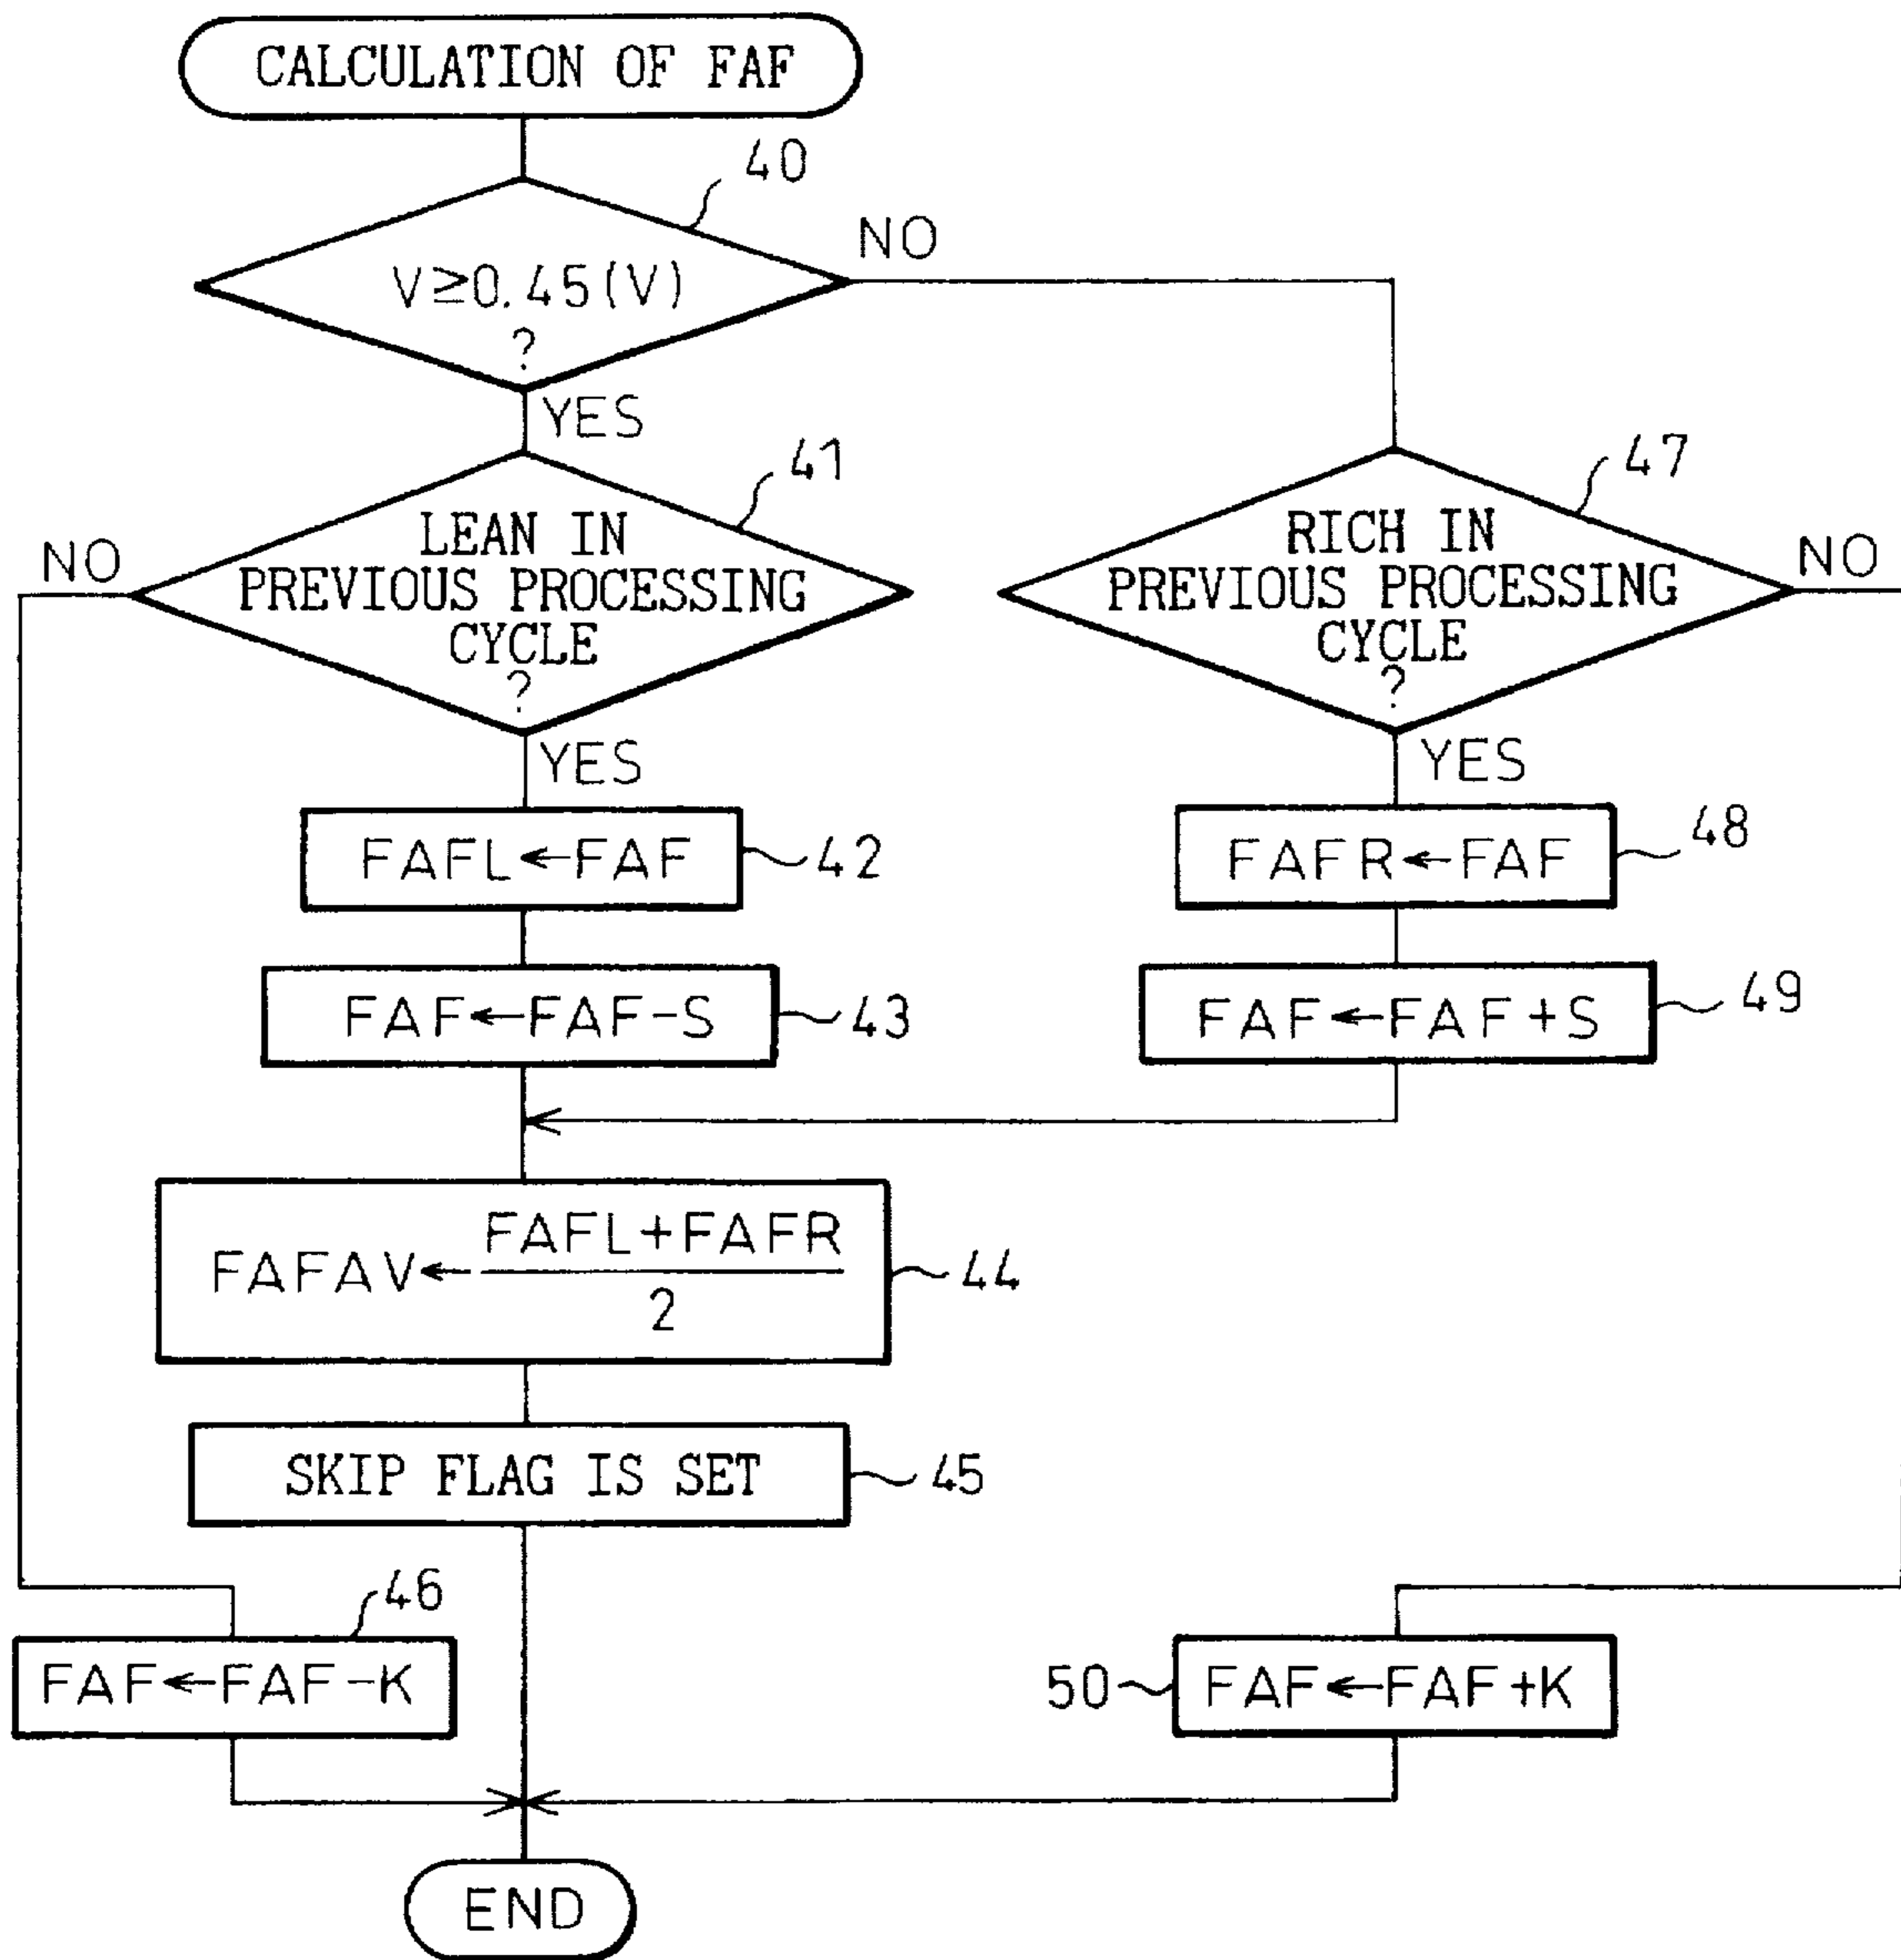 CALCULATION OF FAF
40
V≧0.45(V)
?
NO
YES
41
LEAN IN
PREVIOUS PROCESSING
CYCLE
?
NO
YES
47
RICH IN
PREVIOUS PROCESSING
CYCLE
?
NO
YES
FAFL←FAF
42
FAFR←FAF
48
FAF←FAF-S
43
FAF←FAF+S
49
FAFAV←
FAFL+FAFR
2
44
SKIP FLAG IS SET
45
46
FAF←FAF-K
50
FAF←FAF+K
END